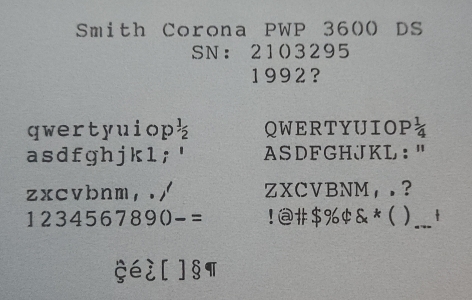 Smith Corona PWP 3600 DS
SN: 2103295
1992?
qwertyuiop½ QWERTYUIOP¼
asdfghjkl;' ASDFGHJKL:"
zxcvbnm,./ ZXCVBNM,.?
1234567890-= !@#$%¢&*()_
çé¿[]§¶